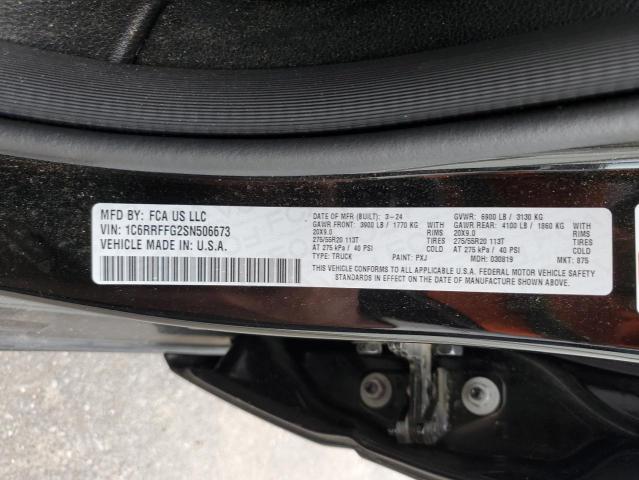 MFD BY: FCA US LLC
VIN: 1C6RRFFG2SN506673
VEHICLE MADE IN U.S.A.
DATE OF MFR (BUILT): 3-24 GVWR: 6900 LB / 3130 KG
GAWR FRONT: 3900 LB / 1770 KG WITH GAWR REAR: 4100 LB / 1860 KG WITH
20X9.0 RIMS 20X9.0 RIMS
275/55R20 113T TIRES 275/55R20 113T TIRES
AT 275 kPa / 40 PSI COLD AT 275 kPa / 40 PSI COLD
TYPE: TRUCK PAINT: PXJ MDH: 030819 MKT: 875
THIS VEHICLE CONFORMS TO ALL APPLICABLE U.S.A. FEDERAL MOTOR VEHICLE SAFETY
STANDARDS IN EFFECT ON THE DATE OF MANUFACTURE SHOWN ABOVE.